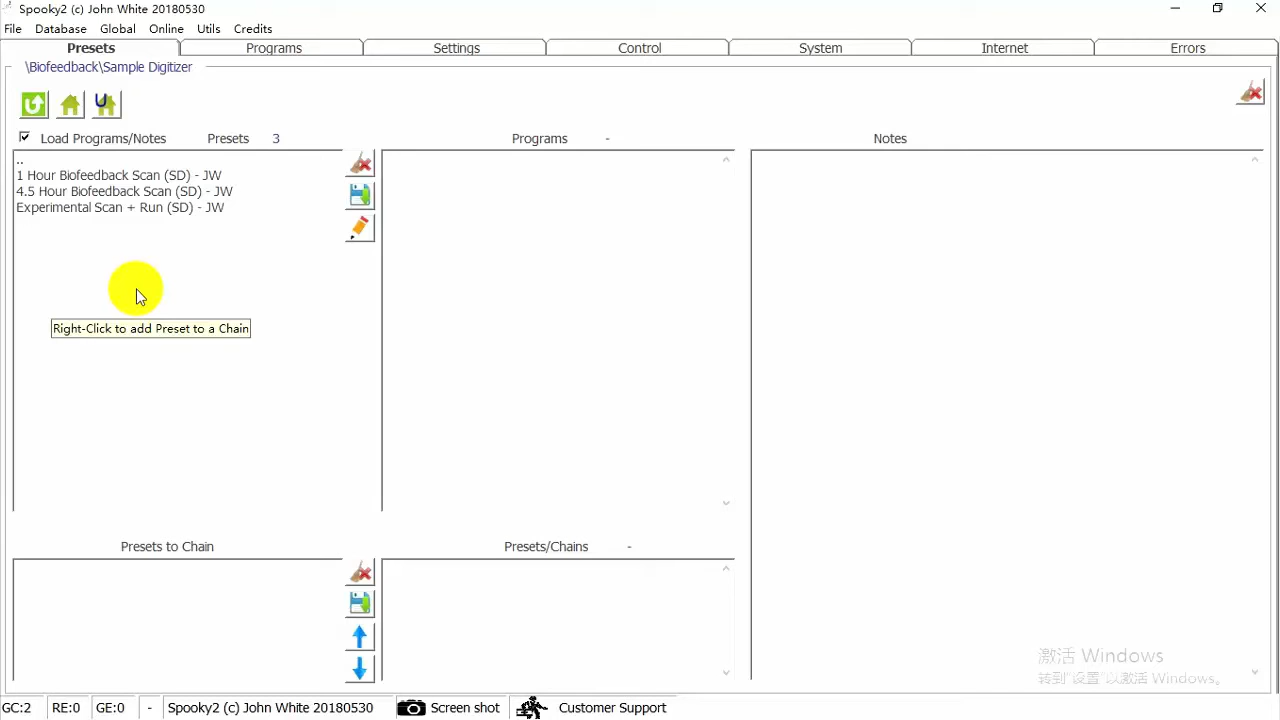 Spooky2 (c) John White 20180530
File Database Global Online Utils Credits
Presets Programs Settings Control System Internet Errors
\Biofeedback\Sample Digitizer
Load Programs/Notes Presets 3 Programs - Notes
..
1 Hour Biofeedback Scan (SD) - JW
4.5 Hour Biofeedback Scan (SD) - JW
Experimental Scan + Run (SD) - JW
Right-Click to add Preset to a Chain
Presets to Chain Presets/Chains -
激活 Windows
转到"设置"以激活 Windows。
GC:2 RE:0 GE:0 - Spooky2 (c) John White 20180530 Screen shot Customer Support